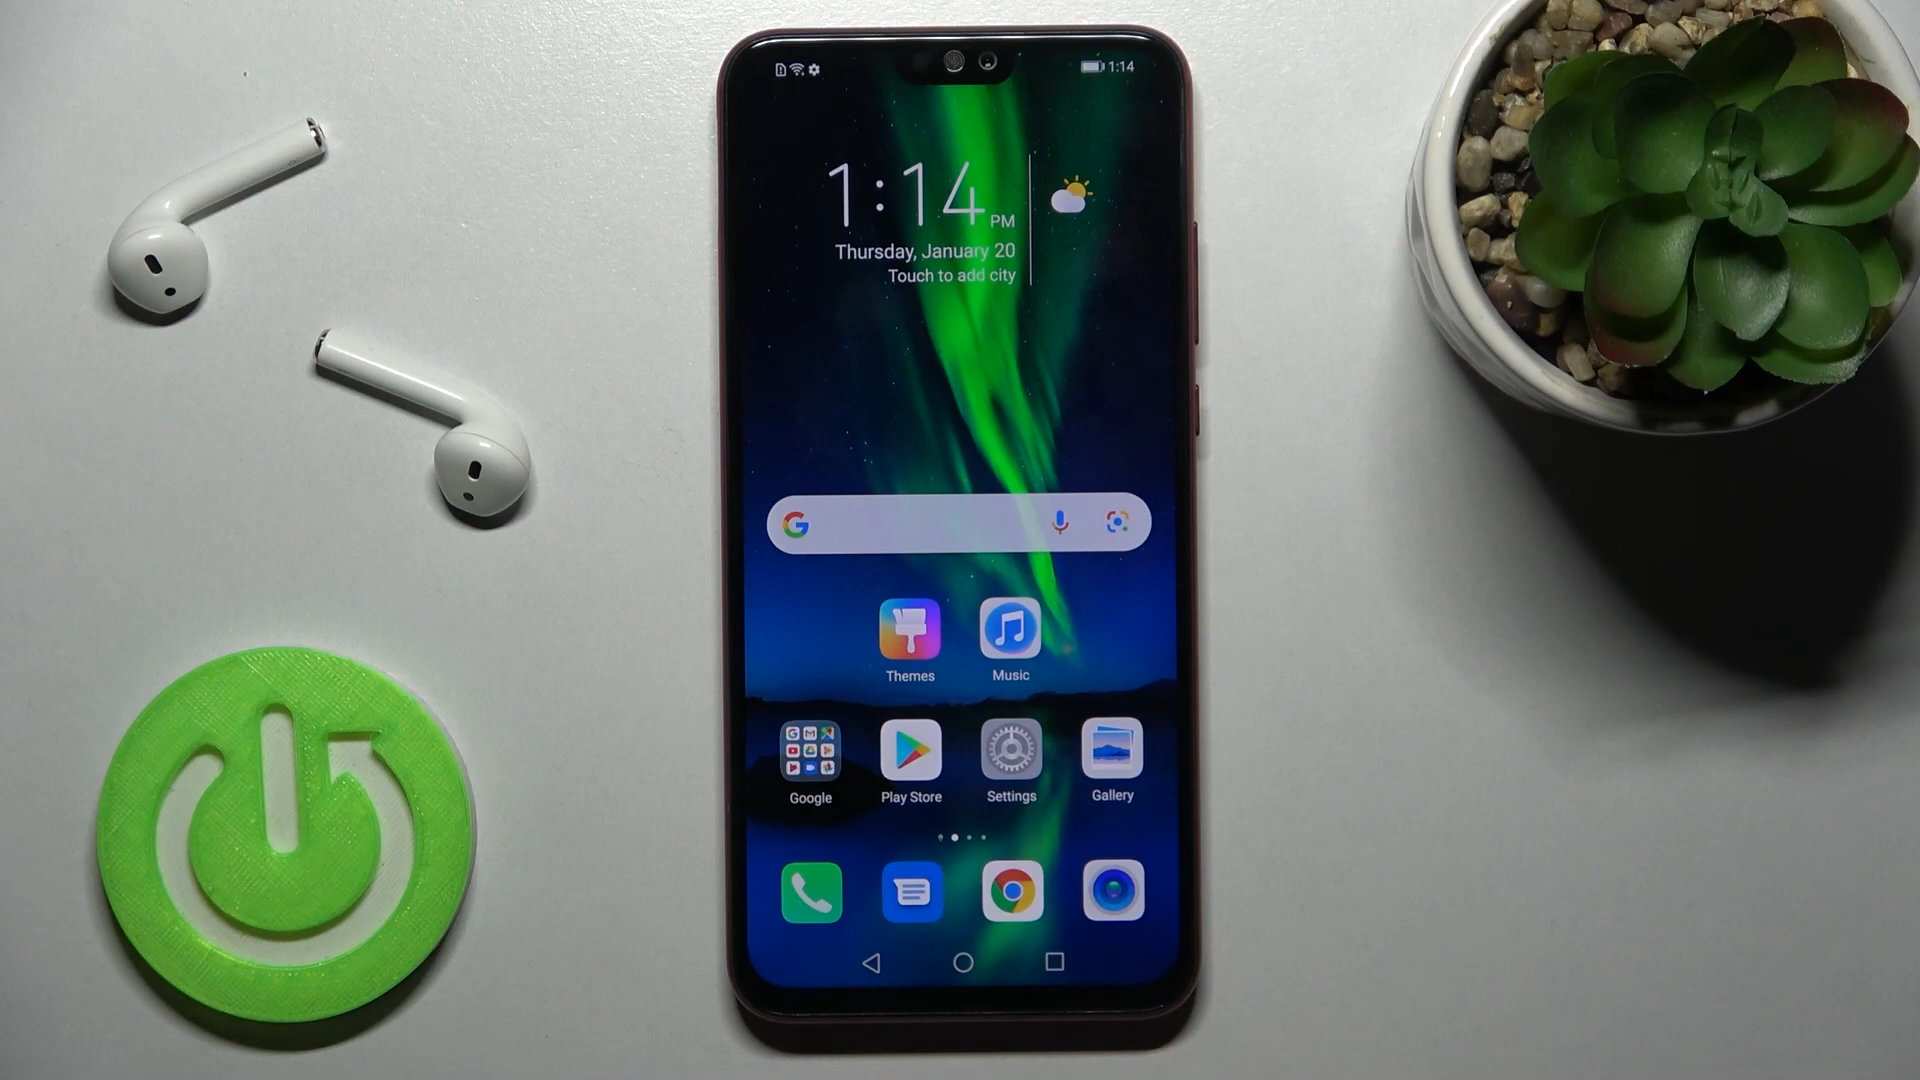 1:14
1:14 PM
Thursday, January 20
Touch to add city
Themes
Music
Google
Play Store
Settings
Gallery